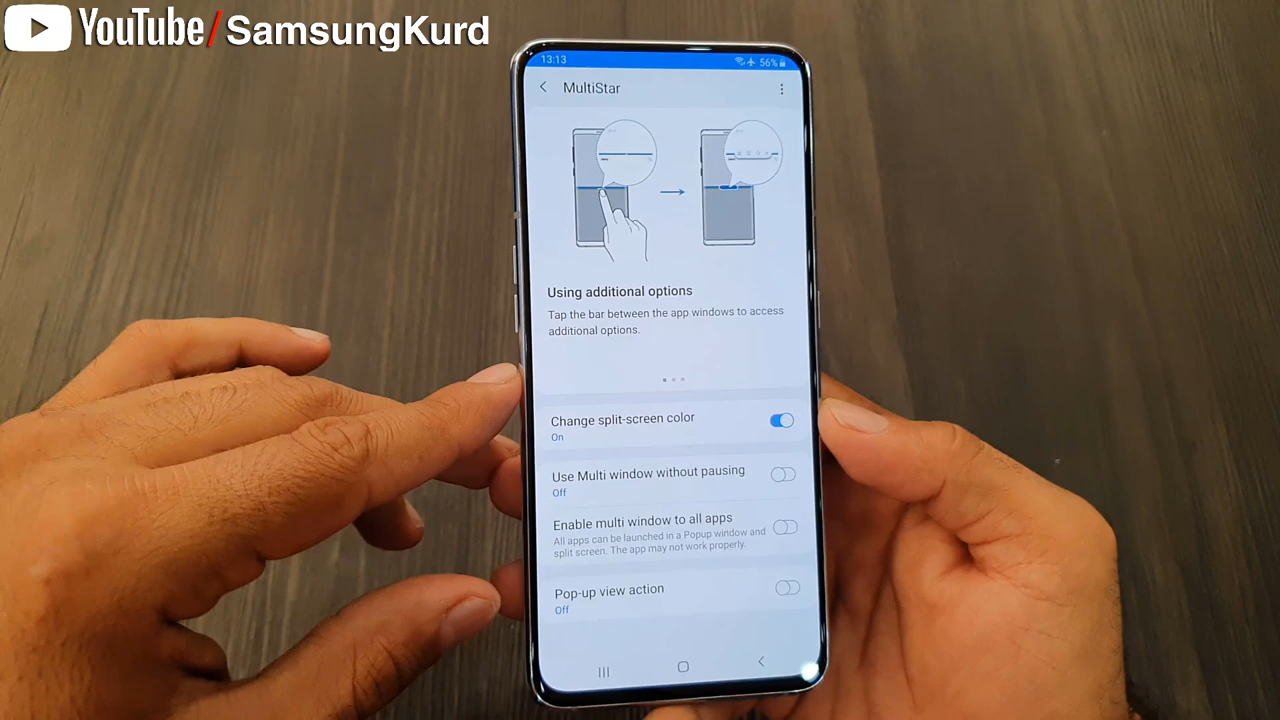 YouTube/SamsungKurd
13:13
56%
MultiStar
Using additional options
Tap the bar between the app windows to access
additional options.
Change split-screen color
On
Use Multi window without pausing
Off
Enable multi window to all apps
All apps can be launched in a Popup window and
split screen. The app may not work properly.
Pop-up view action
Off